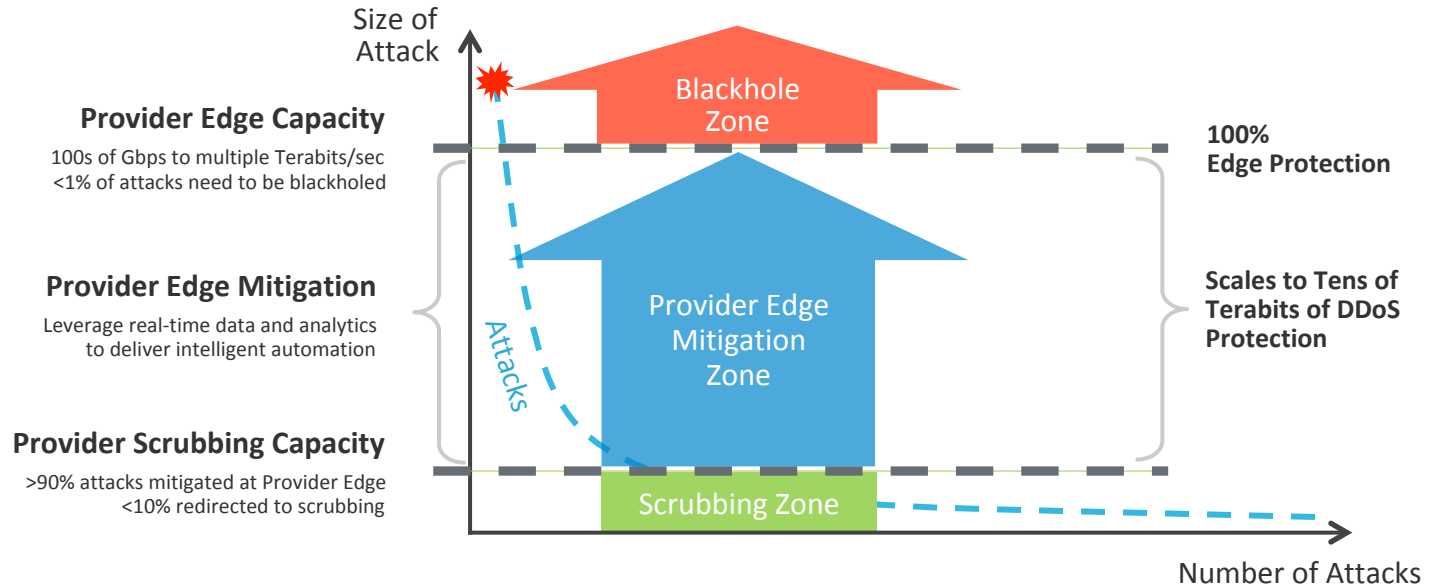 Size of
Attack
Provider Edge Capacity
100s of Gbps to multiple Terabits/sec
<1% of attacks need to be blackholed
Provider Edge Mitigation
Leverage real-time data and analytics
to deliver intelligent automation
Provider Scrubbing Capacity
>90% attacks mitigated at Provider Edge
<10% redirected to scrubbing
Attacks
Blackhole
Zone
Provider Edge
Mitigation
Zone
Scrubbing Zone
100%
Edge Protection
Scales to Tens of
Terabits of DDoS
Protection
Number of Attacks